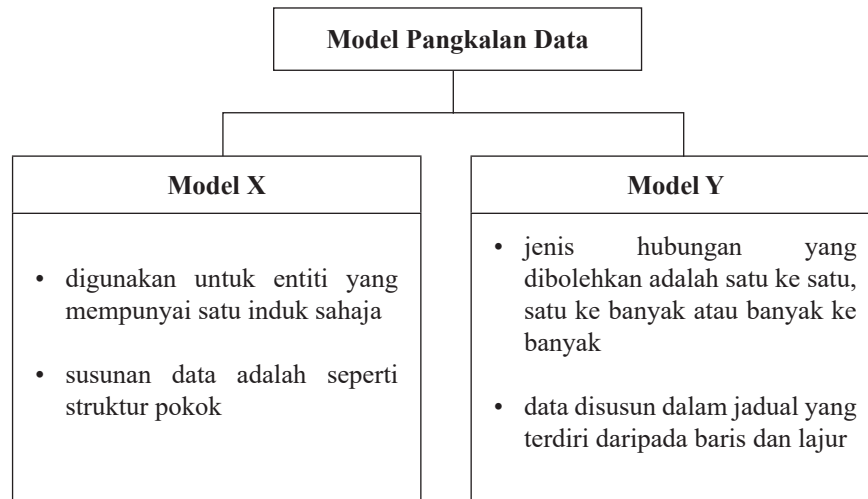 Model Pangkalan Data
Model X
• digunakan untuk entiti yang
mempunyai satu induk sahaja
• susunan data adalah seperti
struktur pokok
Model Y
• jenis hubungan yang
dibolehkan adalah satu ke satu,
satu ke banyak atau banyak ke
banyak
• data disusun dalam jadual yang
terdiri daripada baris dan lajur